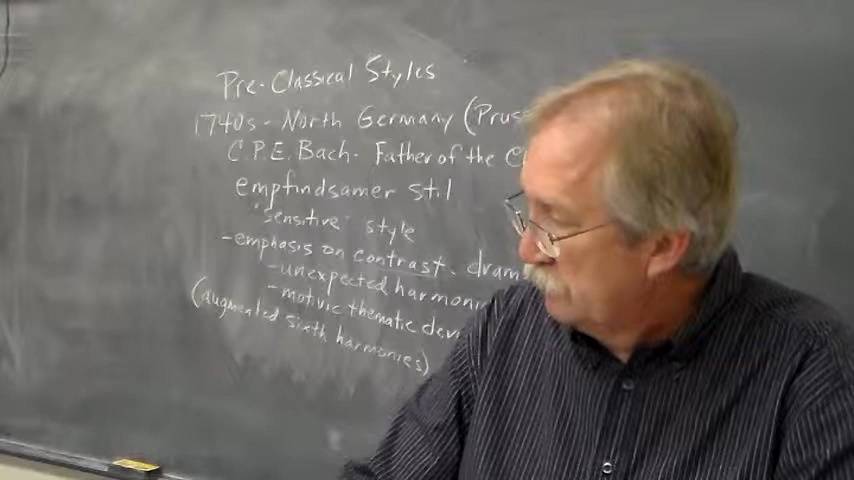 Pre-Classical Styles
1740s - North Germany (Prus
C.P.E. Bach - Father of the C
empfindsamer stil
"sensitive" style
- emphasis on contrast - dram
- unexpected harmoni
- motivic thematic dev
(augmented sixth harmonies)